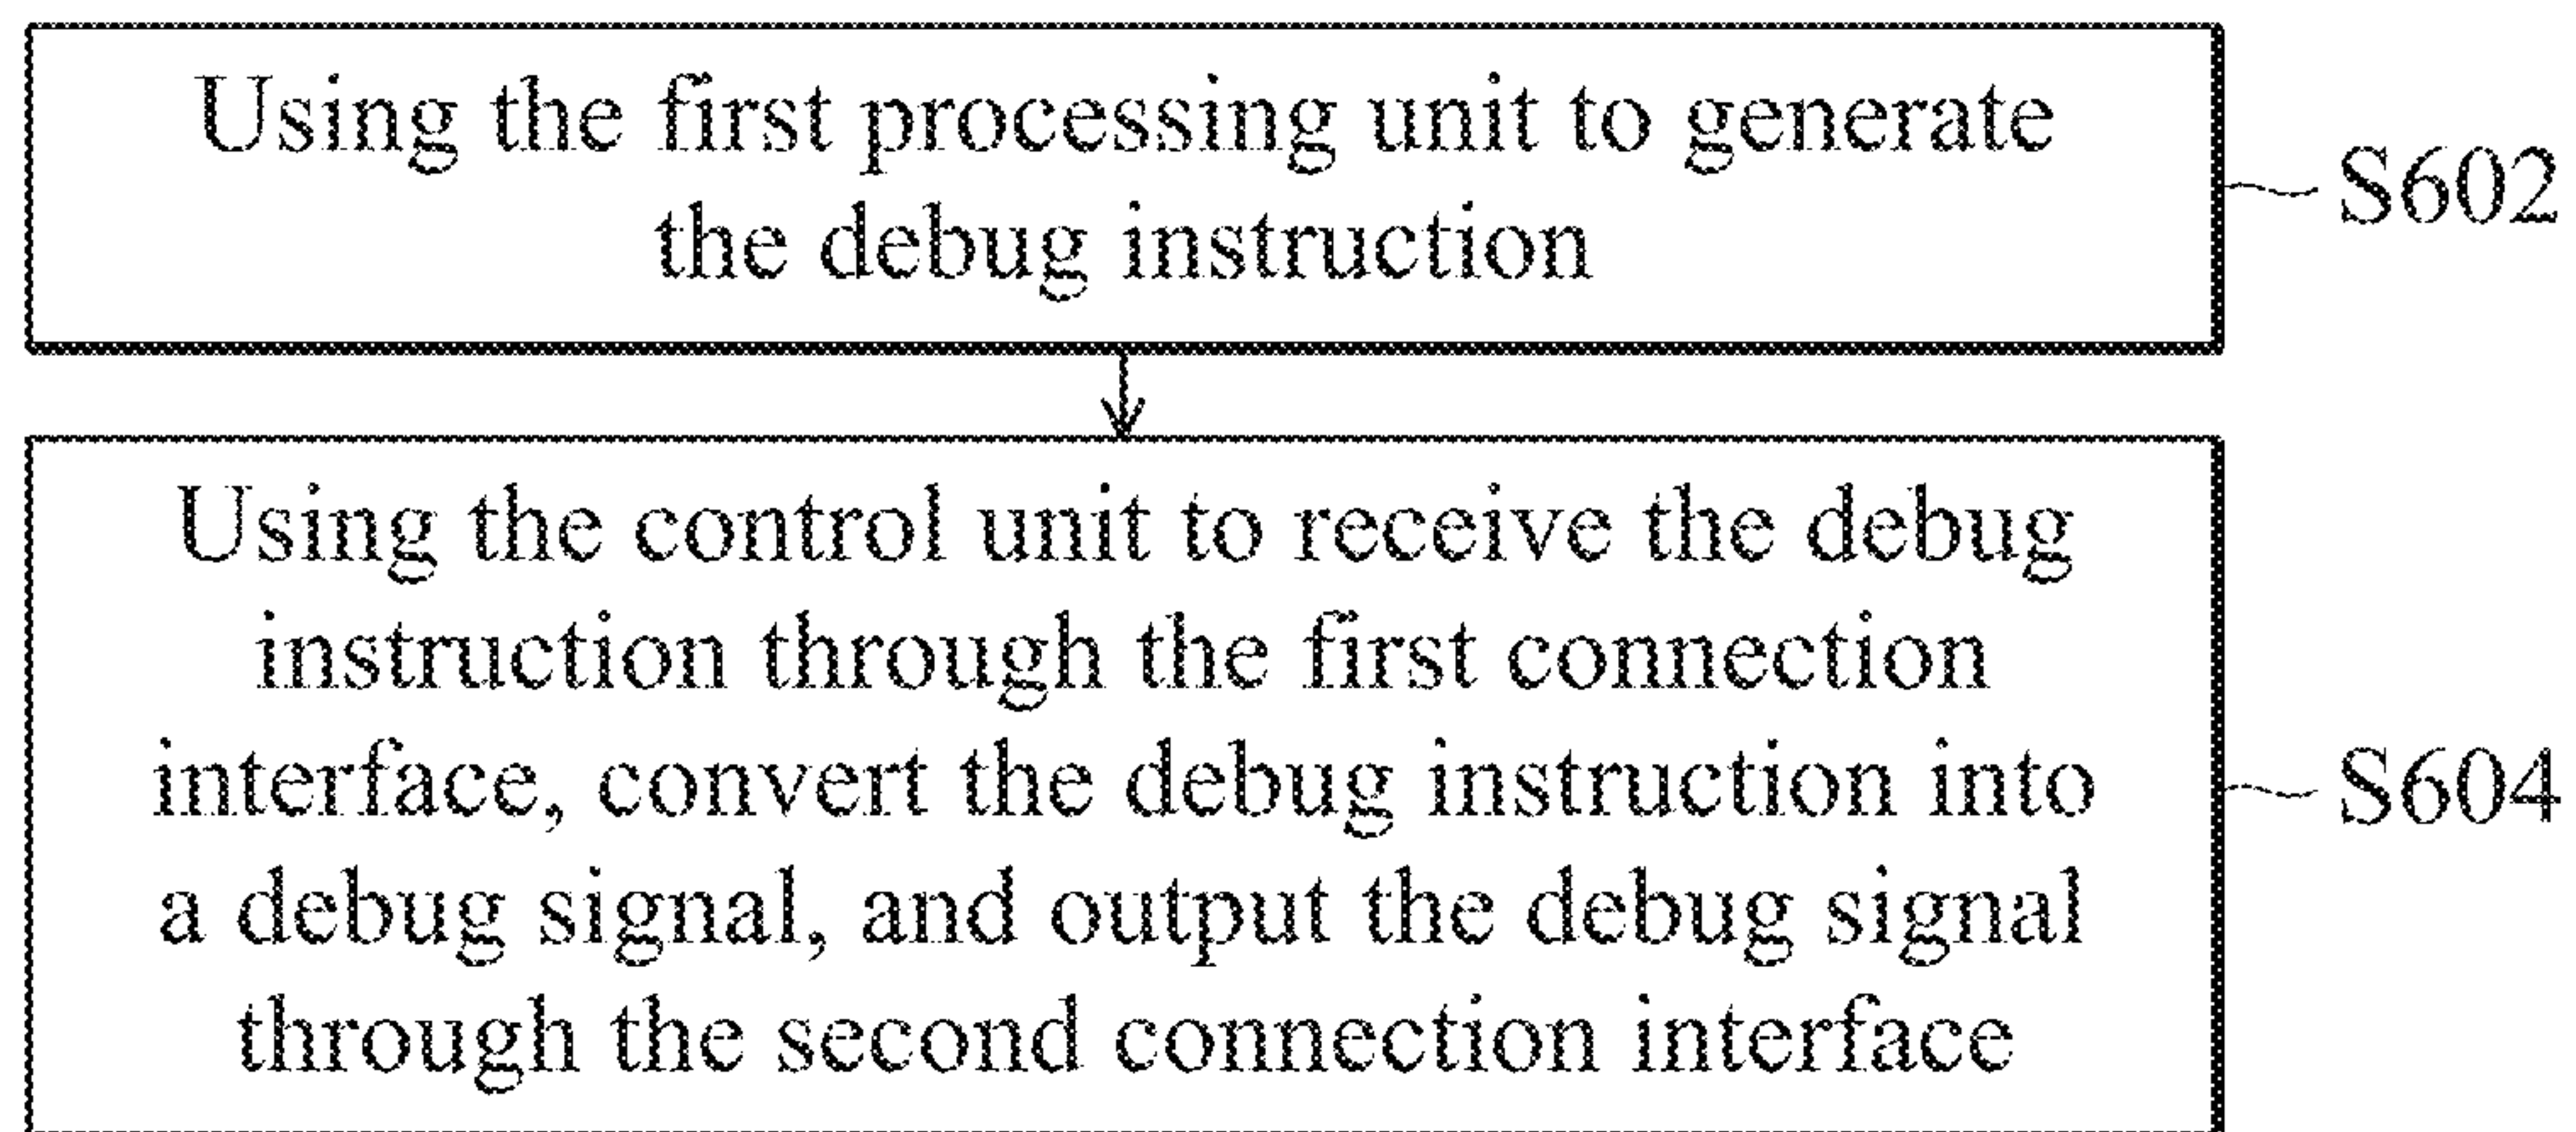 Using the first processing unit to generate
the debug instruction
S602
Using the control unit to receive the debug
instruction through the first connection
interface, convert the debug instruction into
a debug signal, and output the debug signal
through the second connection interface
S604